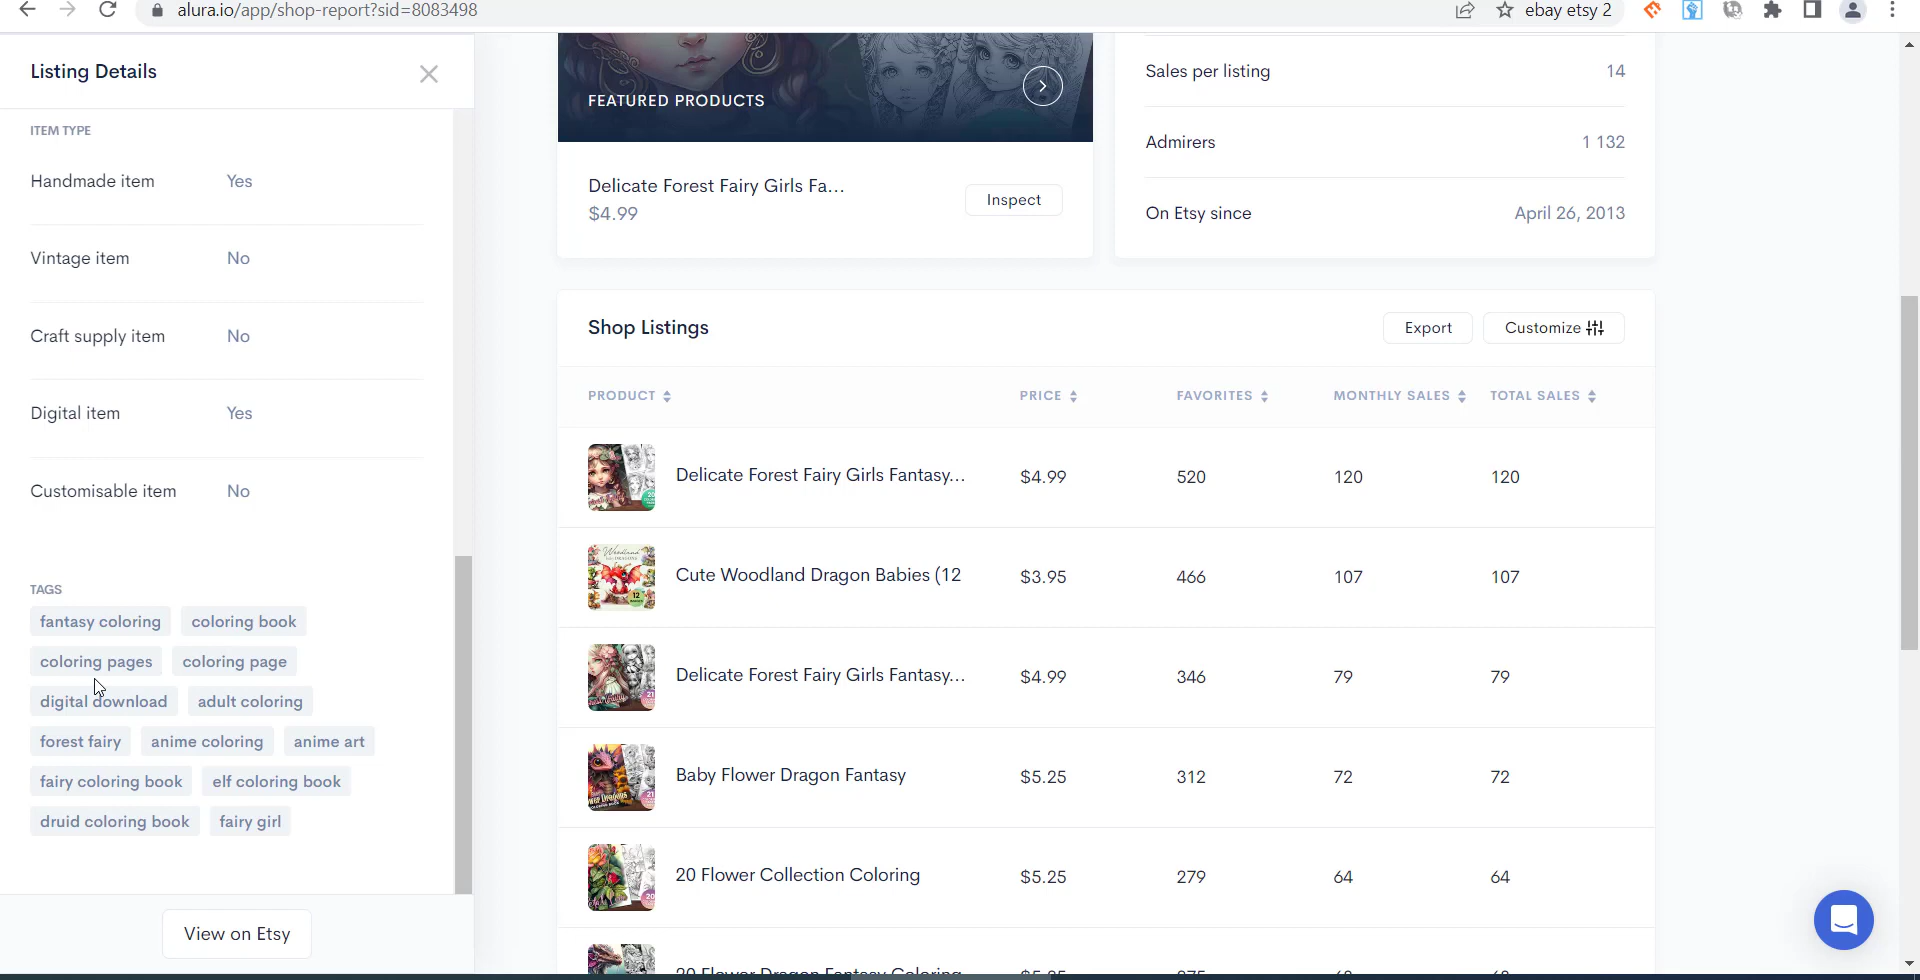 alura.io/app/shop-report?sid=8083498
ebay etsy 2
Listing Details
ITEM TYPE
Handmade item Yes
Vintage item No
Craft supply item No
Digital item Yes
Customisable item No
TAGS
fantasy coloring coloring book
coloring pages coloring page
digital download adult coloring
forest fairy anime coloring anime art
fairy coloring book elf coloring book
druid coloring book fairy girl
View on Etsy
FEATURED PRODUCTS
Delicate Forest Fairy Girls Fa...
$4.99
Inspect
Sales per listing 14
Admirers 1 132
On Etsy since April 26, 2013
Shop Listings
Export Customize
PRODUCT PRICE FAVORITES MONTHLY SALES TOTAL SALES
Delicate Forest Fairy Girls Fantasy... $4.99 520 120 120
Cute Woodland Dragon Babies (12 $3.95 466 107 107
Delicate Forest Fairy Girls Fantasy... $4.99 346 79 79
Baby Flower Dragon Fantasy $5.25 312 72 72
20 Flower Collection Coloring $5.25 279 64 64
20 Flower Dragon Fantasy Coloring